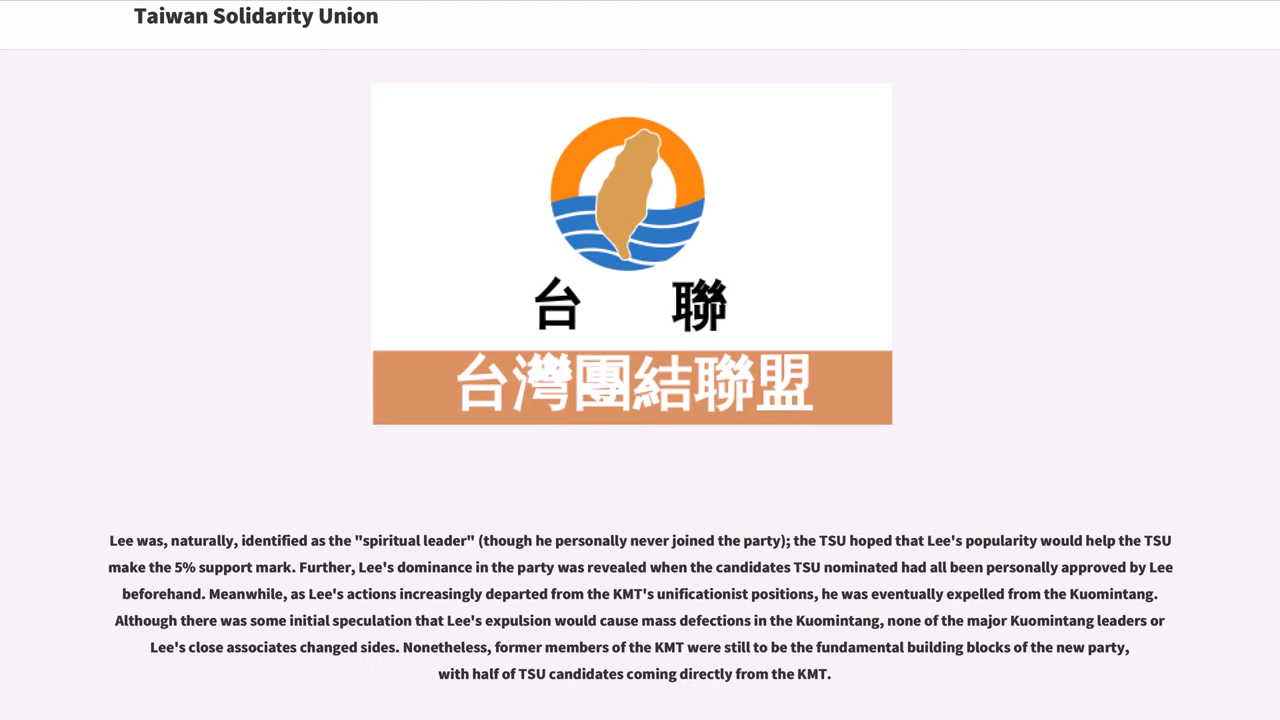 Taiwan Solidarity Union
台 聯
台灣團結聯盟
Lee was, naturally, identified as the "spiritual leader" (though he personally never joined the party); the TSU hoped that Lee's popularity would help the TSU
make the 5% support mark. Further, Lee's dominance in the party was revealed when the candidates TSU nominated had all been personally approved by Lee
beforehand. Meanwhile, as Lee's actions increasingly departed from the KMT's unificationist positions, he was eventually expelled from the Kuomintang.
Although there was some initial speculation that Lee's expulsion would cause mass defections in the Kuomintang, none of the major Kuomintang leaders or
Lee's close associates changed sides. Nonetheless, former members of the KMT were still to be the fundamental building blocks of the new party,
with half of TSU candidates coming directly from the KMT.